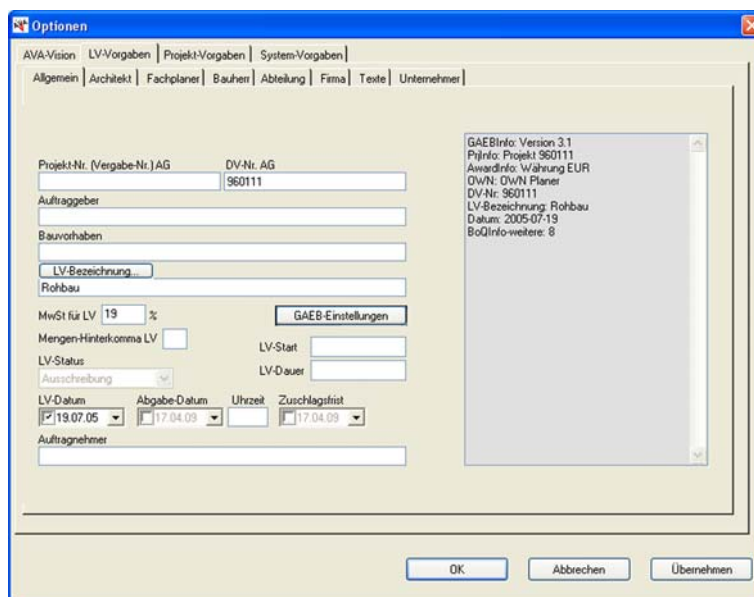 Optionen
AVA-Vision LV-Vorgaben Projekt-Vorgaben System-Vorgaben
Allgemein Architekt Fachplaner Bauherr Abteilung Firma Texte Unternehmer
Projekt-Nr. (Vergabe-Nr.) AG DV-Nr. AG
960111
Auftraggeber
Bauvorhaben
LV-Bezeichnung...
Rohbau
MwSt für LV 19 % GAEB-Einstellungen
Mengen-Hinterkomma LV
LV-Start
LV-Status
LV-Dauer
Ausschreibung
LV-Datum Abgabe-Datum Uhrzeit Zuschlagsfrist
19.07.05 17.04.09 17.04.09
Auftragnehmer
GAEBInfo: Version 3.1
PrjInfo: Projekt 960111
AwardInfo: Währung EUR
OWN: OWN Planer
DV-Nr: 960111
LV-Bezeichnung: Rohbau
Datum: 2005-07-19
BoQInfo-weitere: 8
OK Abbrechen Übernehmen